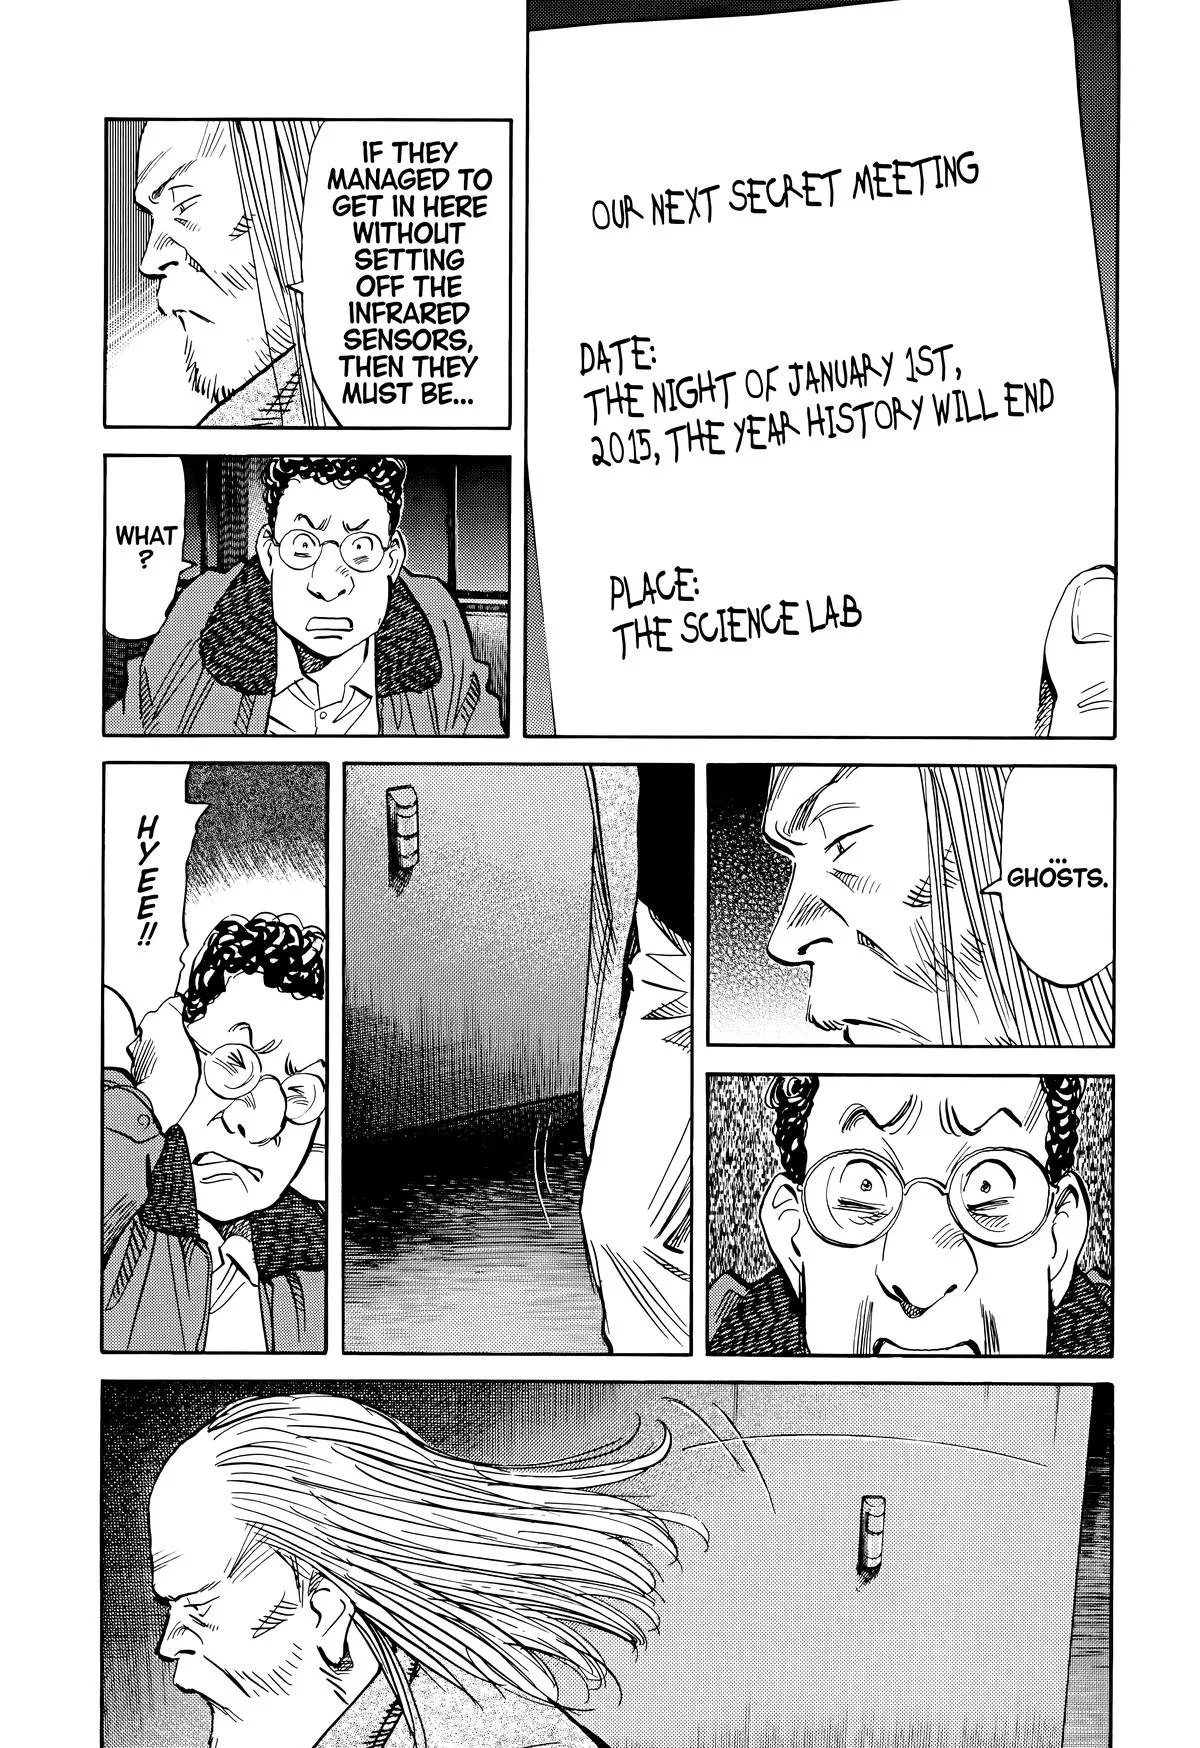 OUR NEXT SECRET MEETING
DATE:
THE NIGHT OF JANUARY 1ST,
2015, THE YEAR HISTORY WILL END
PLACE:
THE SCIENCE LAB
IF THEY
MANAGED TO
GET IN HERE
WITHOUT
SETTING
OFF THE
INFRARED
SENSORS,
THEN THEY
MUST BE...
WHAT
?
...
GHOSTS.
HYEE!!